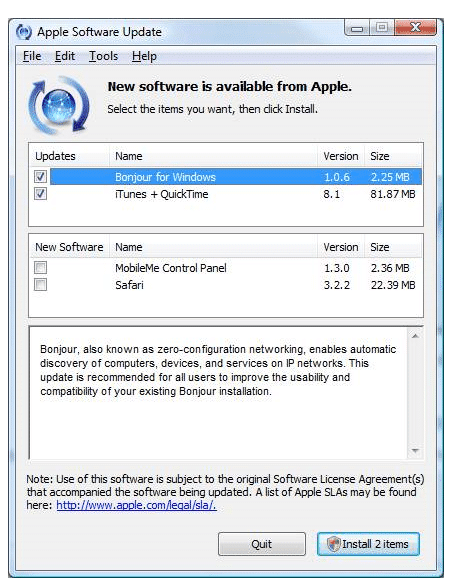 Apple Software Update
File Edit Tools Help
New software is available from Apple.
Select the items you want, then click Install.
Updates Name Version Size
Bonjour for Windows 1.0.6 2.25 MB
iTunes + QuickTime 8.1 81.87 MB
New Software Name Version Size
MobileMe Control Panel 1.3.0 2.36 MB
Safari 3.2.2 22.39 MB
Bonjour, also known as zero-configuration networking, enables automatic
discovery of computers, devices, and services on IP networks. This
update is recommended for all users to improve the usability and
compatibility of your existing Bonjour installation.
Note: Use of this software is subject to the original Software License Agreement(s)
that accompanied the software being updated. A list of Apple SLAs may be found
here: http://www.apple.com/legal/sla/.
Quit Install 2 items